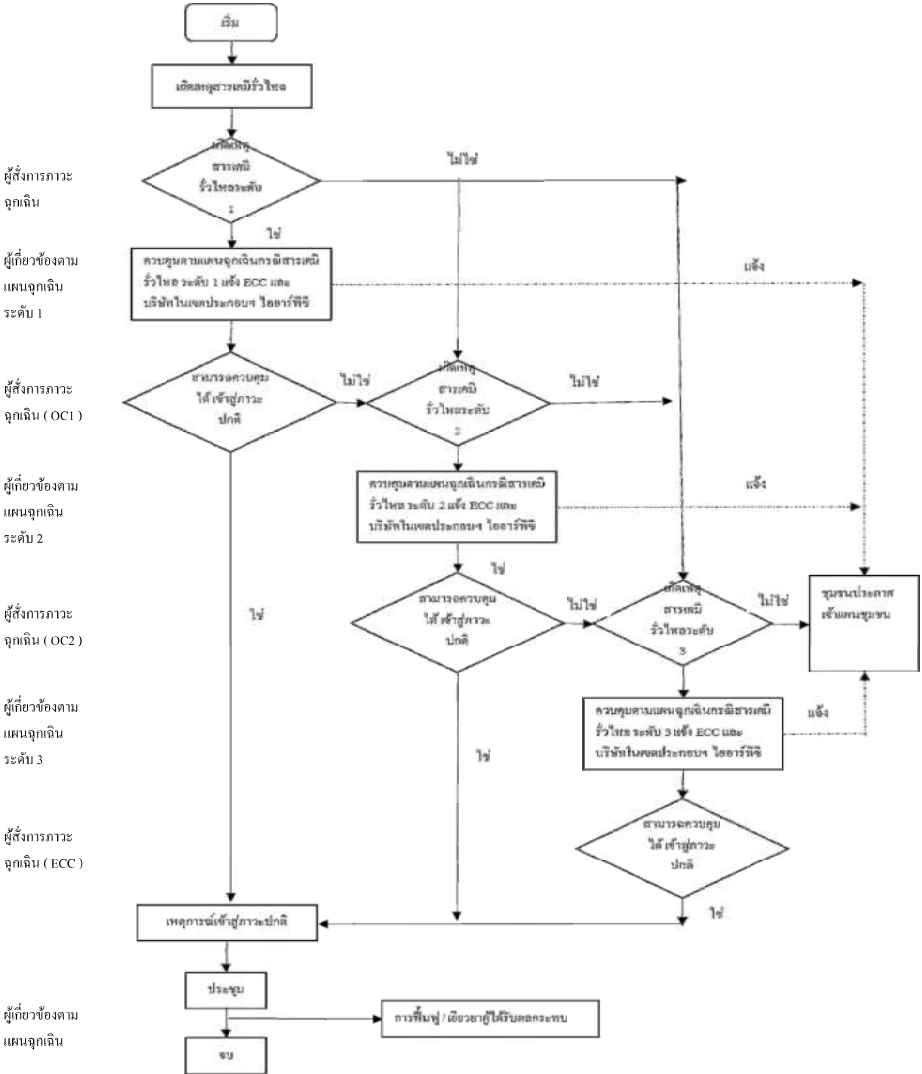 เริ่ม
เกิดเหตุสารเคมีรั่วไหล
เกิดเหตุ
สารเคมี
รั่วไหลระดับ
1
ไม่ใช่
ผู้สั่งการภาวะ
ฉุกเฉิน
ใช่
ผู้เกี่ยวข้องตาม
แผนฉุกเฉิน
ระดับ 1
ควบคุมตามแผนฉุกเฉินกรณีสารเคมี
รั่วไหล ระดับ 1 แจ้ง ECC และ
บริษัทในเขตประกอบฯ ไออาร์พีซี
แจ้ง
ผู้สั่งการภาวะ
ฉุกเฉิน ( OC1 )
สามารถควบคุม
ได้ เข้าสู่ภาวะ
ปกติ
ไม่ใช่
เกิดเหตุ
สารเคมี
รั่วไหลระดับ
2
ไม่ใช่
ผู้เกี่ยวข้องตาม
แผนฉุกเฉิน
ระดับ 2
ควบคุมตามแผนฉุกเฉินกรณีสารเคมี
รั่วไหล ระดับ 2 แจ้ง ECC และ
บริษัทในเขตประกอบฯ ไออาร์พีซี
แจ้ง
ใช่
ผู้สั่งการภาวะ
ฉุกเฉิน ( OC2 )
ใช่
สามารถควบคุม
ได้ เข้าสู่ภาวะ
ปกติ
ไม่ใช่
เกิดเหตุ
สารเคมี
รั่วไหลระดับ
3
ไม่ใช่
ชุมชนประกาศ
เข้าแผนชุมชน
ผู้เกี่ยวข้องตาม
แผนฉุกเฉิน
ระดับ 3
ใช่
ควบคุมตามแผนฉุกเฉินกรณีสารเคมี
รั่วไหล ระดับ 3 แจ้ง ECC และ
บริษัทในเขตประกอบฯ ไออาร์พีซี
แจ้ง
ผู้สั่งการภาวะ
ฉุกเฉิน ( ECC )
สามารถควบคุม
ได้ เข้าสู่ภาวะ
ปกติ
ใช่
เหตุการณ์เข้าสู่ภาวะปกติ
ประชุม
ผู้เกี่ยวข้องตาม
แผนฉุกเฉิน
การฟื้นฟู / เยียวยาผู้ได้รับผลกระทบ
จบ